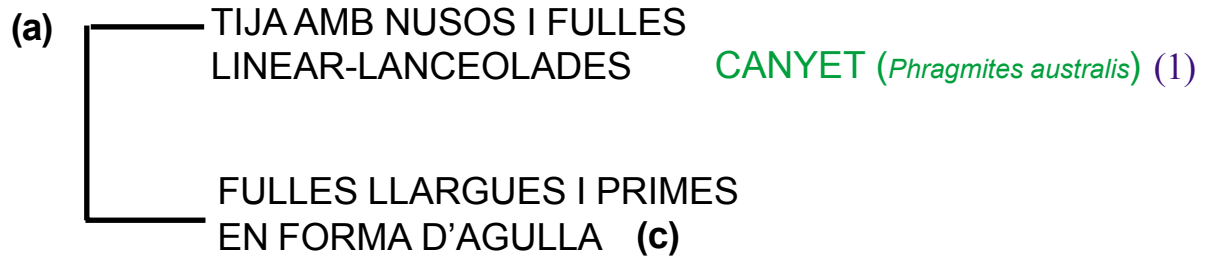 (a) TIJA AMB NUSOS I FULLES
LINEAR-LANCEOLADES CANYET (Phragmites australis) (1)
FULLES LLARGUES I PRIMES
EN FORMA D’AGULLA (c)